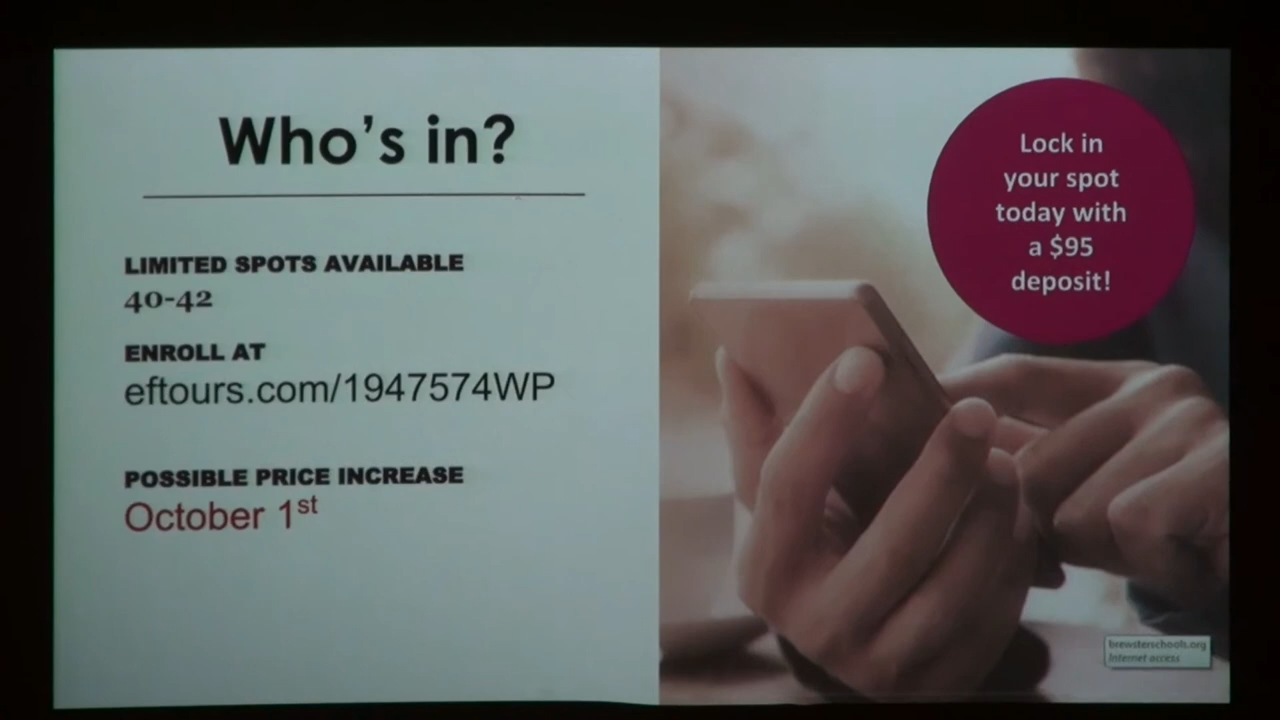 Who's in?
LIMITED SPOTS AVAILABLE
40-42
ENROLL AT
eftours.com/1947574WP
POSSIBLE PRICE INCREASE
October 1st
Lock in
your spot
today with
a $95
deposit!
brewsterschools.org
Internet access